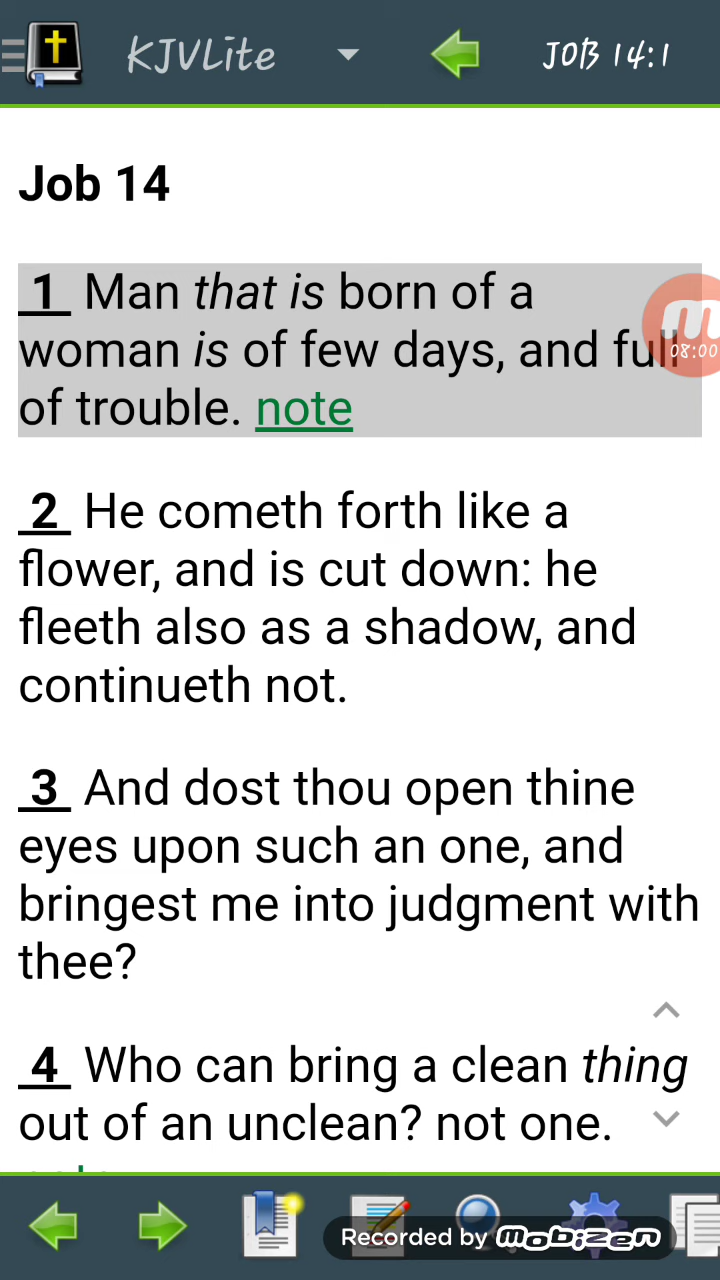 KJVLite JOB 14:1
Job 14
1 Man that is born of a
woman is of few days, and full
of trouble. note
m
08:00
2 He cometh forth like a
flower, and is cut down: he
fleeth also as a shadow, and
continueth not.
3 And dost thou open thine
eyes upon such an one, and
bringest me into judgment with
thee?
4 Who can bring a clean thing
out of an unclean? not one.
Recorded by mobizen